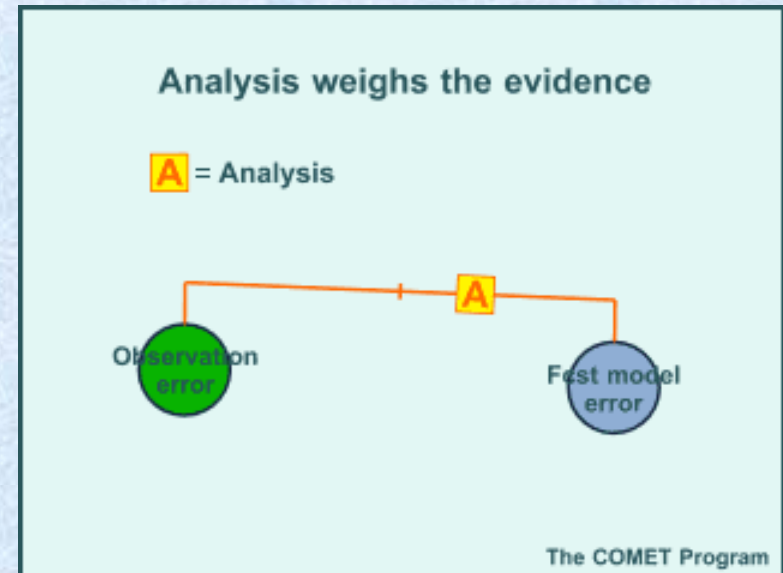 Analysis weighs the evidence
A = Analysis
A
Observation
error
Fcst model
error
The COMET Program